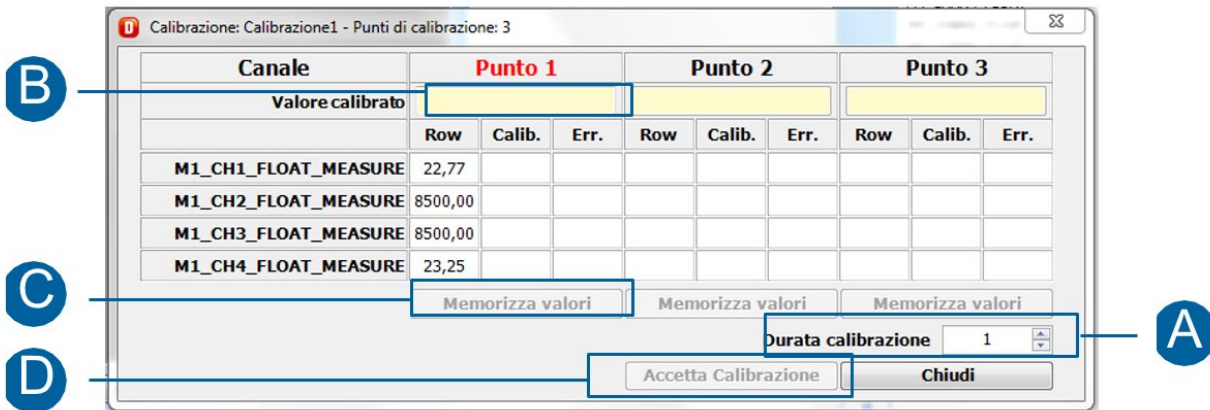 Calibrazione: Calibrazione1 - Punti di calibrazione: 3
Canale Punto 1 Punto 2 Punto 3
B
Valore calibrato
Row Calib. Err. Row Calib. Err. Row Calib. Err.
M1_CH1_FLOAT_MEASURE 22,77
M1_CH2_FLOAT_MEASURE 8500,00
M1_CH3_FLOAT_MEASURE 8500,00
M1_CH4_FLOAT_MEASURE 23,25
C
Memorizza valori Memorizza valori Memorizza valori
Durata calibrazione 1
A
D
Accetta Calibrazione Chiudi